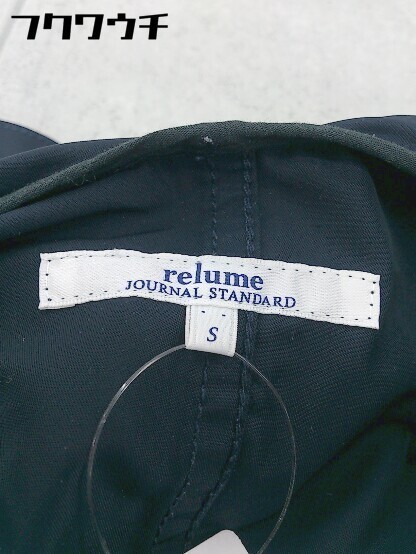 フクワウチ
relume
JOURNAL STANDARD
S